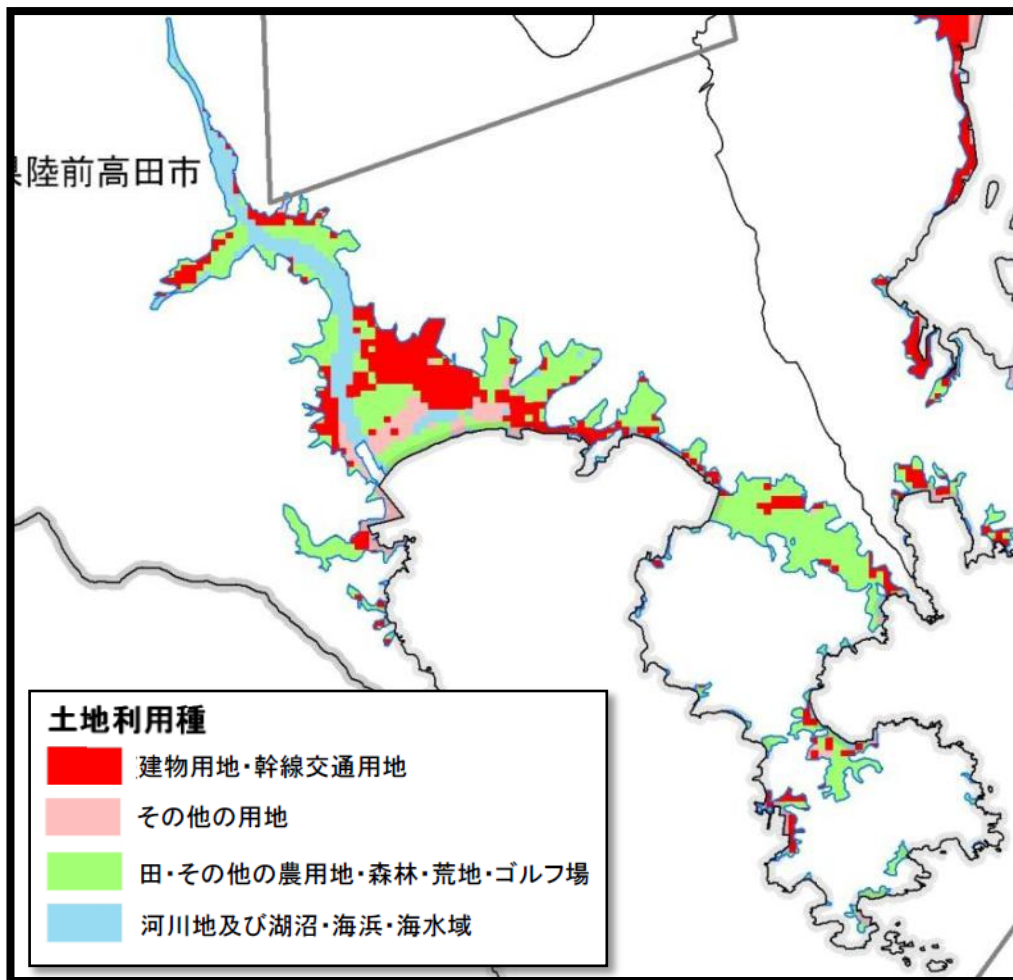 県陸前高田市
土地利用種
建物用地・幹線交通用地
その他の用地
田・その他の農用地・森林・荒地・ゴルフ場
河川地及び湖沼・海浜・海水域